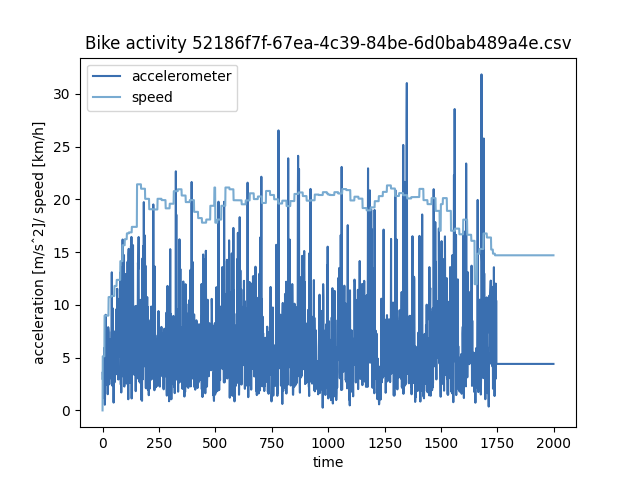 Bike activity 52186f7f-67ea-4c39-84be-6d0bab489a4e.csv
accelerometer
speed
acceleration [m/s^2]/ speed [km/h]
30
25
20
15
10
5
0
0 250 500 750 1000 1250 1500 1750 2000
time